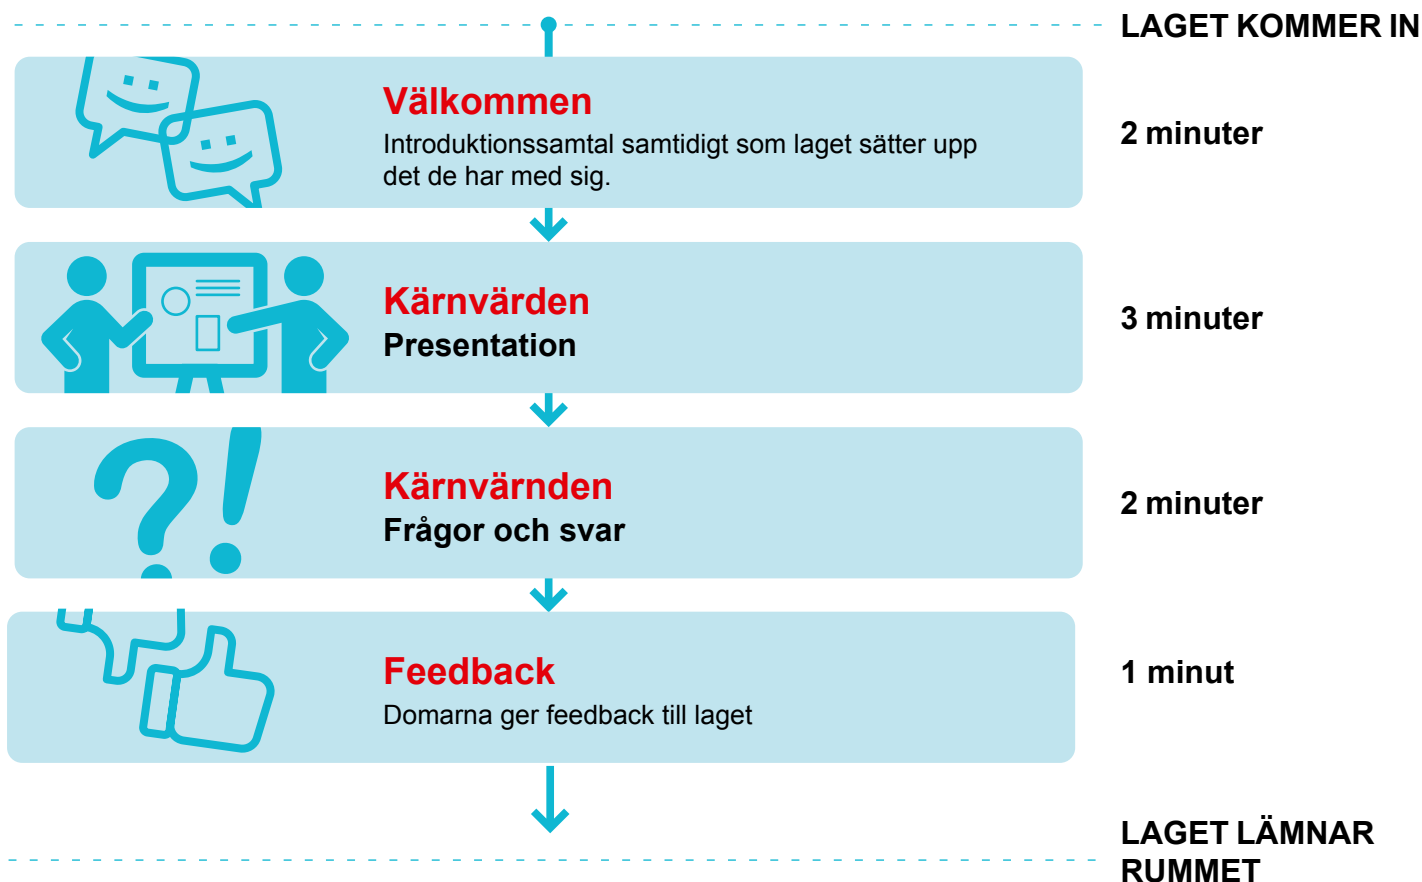 LAGET KOMMER IN
Välkommen
Introduktionssamtal samtidigt som laget sätter upp
det de har med sig.
2 minuter
Kärnvärden
Presentation
3 minuter
Kärnvärnden
Frågor och svar
2 minuter
Feedback
Domarna ger feedback till laget
1 minut
LAGET LÄMNAR
RUMMET